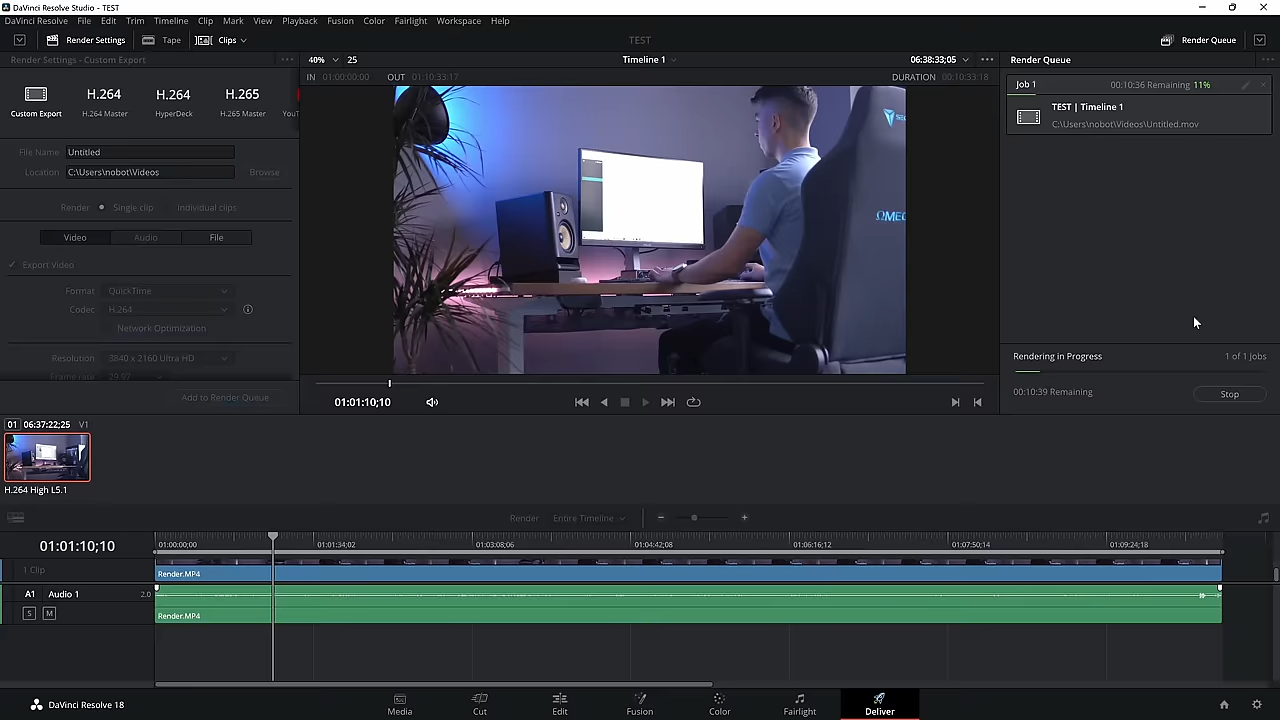 DaVinci Resolve Studio - TEST
DaVinci Resolve File Edit Trim Timeline Clip Mark View Playback Fusion Color Fairlight Workspace Help
Render Settings Tape Clips TEST Render Queue
Render Settings - Custom Export
40% 25 Timeline 1 06:38:33;05
Render Queue
IN 01:00:00;00 OUT 01:10:33;17 DURATION 00:10:33;18
H.264 H.264 H.265
Custom Export H.264 Master HyperDeck H.265 Master YouT
Job 1 00:10:36 Remaining 11%
TEST | Timeline 1
C:\Users\nobot\Videos\Untitled.mov
File Name Untitled
Location C:\Users\nobot\Videos Browse
Render Single clip Individual clips
Video Audio File
Export Video
Format QuickTime
Codec H.264
Network Optimization
Resolution 3840 x 2160 Ultra HD
Frame rate 29.97
Add to Render Queue
ΩMEG
Rendering in Progress 1 of 1 Jobs
00:10:39 Remaining Stop
01:01:10;10
01 06:37:22;25 V1
H.264 High L5.1
Render Entire Timeline
01:01:10;10
01:00:00;00 01:01:34;02 01:03:08;06 01:04:42;08 01:06:16;12 01:07:50;14 01:09:24;18
1 Clip
Render.MP4
A1 Audio 1 2.0
S M
Render.MP4
DaVinci Resolve 18
Media Cut Edit Fusion Color Fairlight Deliver